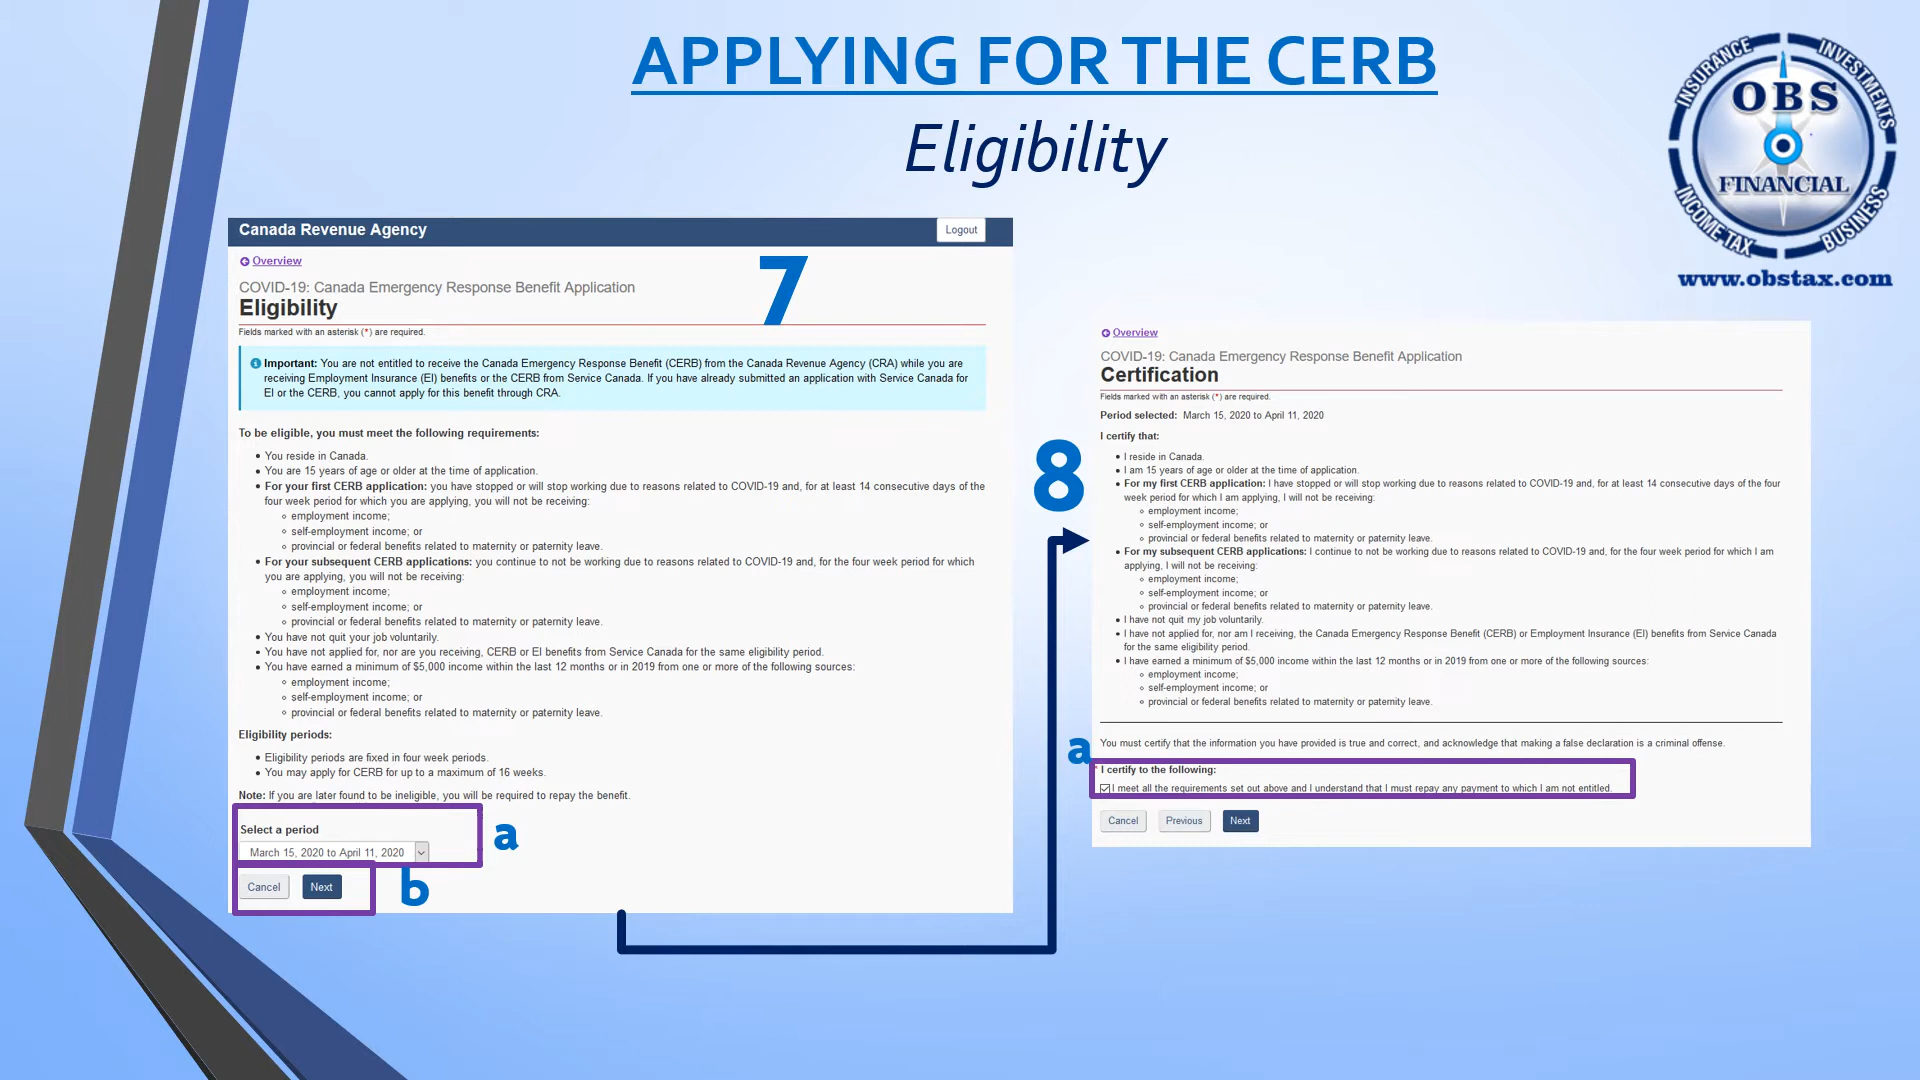 APPLYING FOR THE CERB
Eligibility
INSURANCE
INVESTMENTS
OBS
FINANCIAL
INCOME TAX
BUSINESS
www.obstax.com
Canada Revenue Agency
Logout
Overview
7
COVID-19: Canada Emergency Response Benefit Application
Eligibility
Fields marked with an asterisk (*) are required.
Important: You are not entitled to receive the Canada Emergency Response Benefit (CERB) from the Canada Revenue Agency (CRA) while you are
receiving Employment Insurance (EI) benefits or the CERB from Service Canada. If you have already submitted an application with Service Canada for
EI or the CERB, you cannot apply for this benefit through CRA.
To be eligible, you must meet the following requirements:
• You reside in Canada.
• You are 15 years of age or older at the time of application.
• For your first CERB application: you have stopped or will stop working due to reasons related to COVID-19 and, for at least 14 consecutive days of the
four week period for which you are applying, you will not be receiving:
◦ employment income;
◦ self-employment income; or
◦ provincial or federal benefits related to maternity or paternity leave.
• For your subsequent CERB applications: you continue to not be working due to reasons related to COVID-19 and, for the four week period for which
you are applying, you will not be receiving:
◦ employment income;
◦ self-employment income; or
◦ provincial or federal benefits related to maternity or paternity leave.
• You have not quit your job voluntarily.
• You have not applied for, nor are you receiving, CERB or EI benefits from Service Canada for the same eligibility period.
• You have earned a minimum of $5,000 income within the last 12 months or in 2019 from one or more of the following sources:
◦ employment income;
◦ self-employment income; or
◦ provincial or federal benefits related to maternity or paternity leave.
Eligibility periods:
• Eligibility periods are fixed in four week periods.
• You may apply for CERB for up to a maximum of 16 weeks.
Note: If you are later found to be ineligible, you will be required to repay the benefit.
Select a period
a
March 15, 2020 to April 11, 2020
Cancel
Next
b
8
Overview
COVID-19: Canada Emergency Response Benefit Application
Certification
Fields marked with an asterisk (*) are required.
Period selected: March 15, 2020 to April 11, 2020
I certify that:
• I reside in Canada.
• I am 15 years of age or older at the time of application.
• For my first CERB application: I have stopped or will stop working due to reasons related to COVID-19 and, for at least 14 consecutive days of the four
week period for which I am applying, I will not be receiving:
◦ employment income;
◦ self-employment income; or
◦ provincial or federal benefits related to maternity or paternity leave.
• For my subsequent CERB applications: I continue to not be working due to reasons related to COVID-19 and, for the four week period for which I am
applying, I will not be receiving:
◦ employment income;
◦ self-employment income; or
◦ provincial or federal benefits related to maternity or paternity leave.
• I have not quit my job voluntarily.
• I have not applied for, nor am I receiving, the Canada Emergency Response Benefit (CERB) or Employment Insurance (EI) benefits from Service Canada
for the same eligibility period.
• I have earned a minimum of $5,000 income within the last 12 months or in 2019 from one or more of the following sources:
◦ employment income;
◦ self-employment income; or
◦ provincial or federal benefits related to maternity or paternity leave.
a
You must certify that the information you have provided is true and correct, and acknowledge that making a false declaration is a criminal offense.
* I certify to the following:
I meet all the requirements set out above and I understand that I must repay any payment to which I am not entitled.
Cancel
Previous
Next